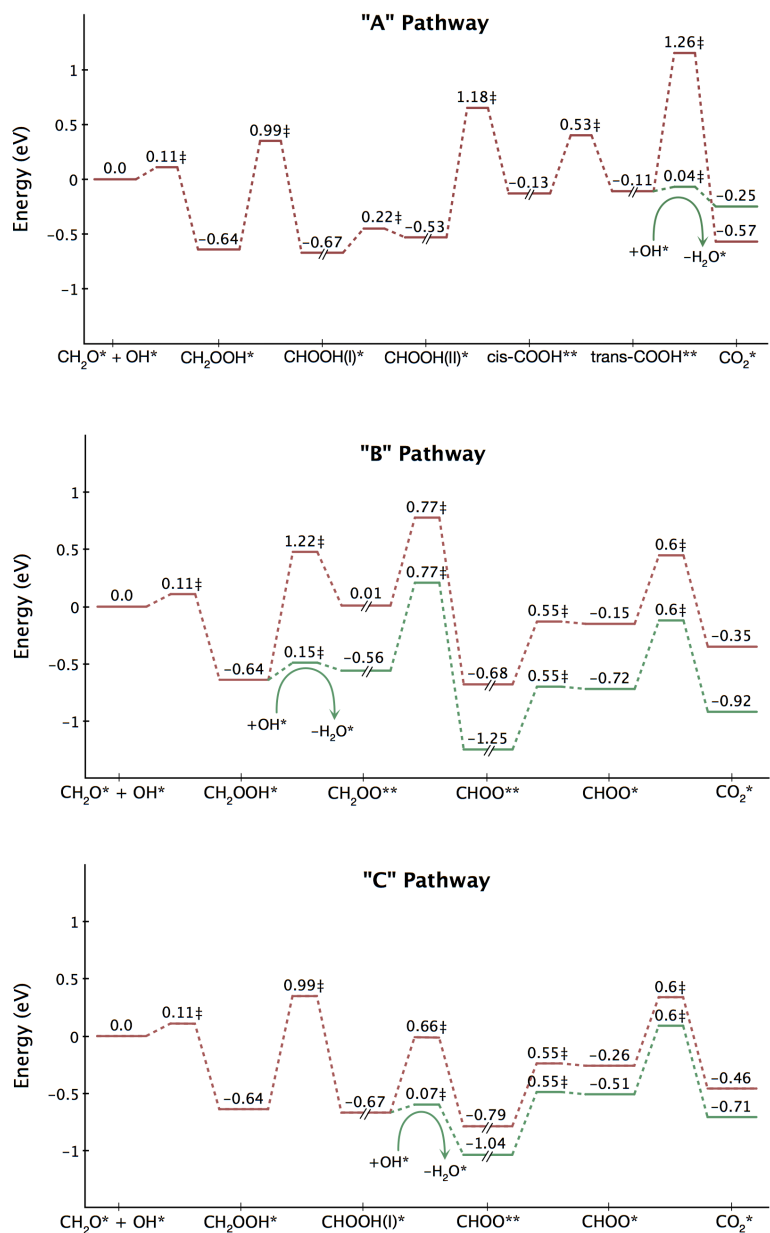 "A" Pathway
Energy (eV)
1
0.5
0
−0.5
−1
0.0
0.11‡
−0.64
0.99‡
−0.67
0.22‡
−0.53
1.18‡
−0.13
0.53‡
−0.11
1.26‡
0.04‡
−0.25
−0.57
+OH*
−H₂O*
CH₂O* + OH*
CH₂OOH*
CHOOH(I)*
CHOOH(II)*
cis-COOH**
trans-COOH**
CO₂*
"B" Pathway
Energy (eV)
1
0.5
0
−0.5
−1
0.0
0.11‡
−0.64
1.22‡
0.15‡
0.01
−0.56
0.77‡
0.77‡
−0.68
−1.25
0.55‡
0.55‡
−0.15
−0.72
0.6‡
0.6‡
−0.35
−0.92
+OH*
−H₂O*
CH₂O* + OH*
CH₂OOH*
CH₂OO**
CHOO**
CHOO*
CO₂*
"C" Pathway
Energy (eV)
1
0.5
0
−0.5
−1
0.0
0.11‡
−0.64
0.99‡
−0.67
0.66‡
0.07‡
−0.79
−1.04
0.55‡
0.55‡
−0.26
−0.51
0.6‡
0.6‡
−0.46
−0.71
+OH*
−H₂O*
CH₂O* + OH*
CH₂OOH*
CHOOH(I)*
CHOO**
CHOO*
CO₂*